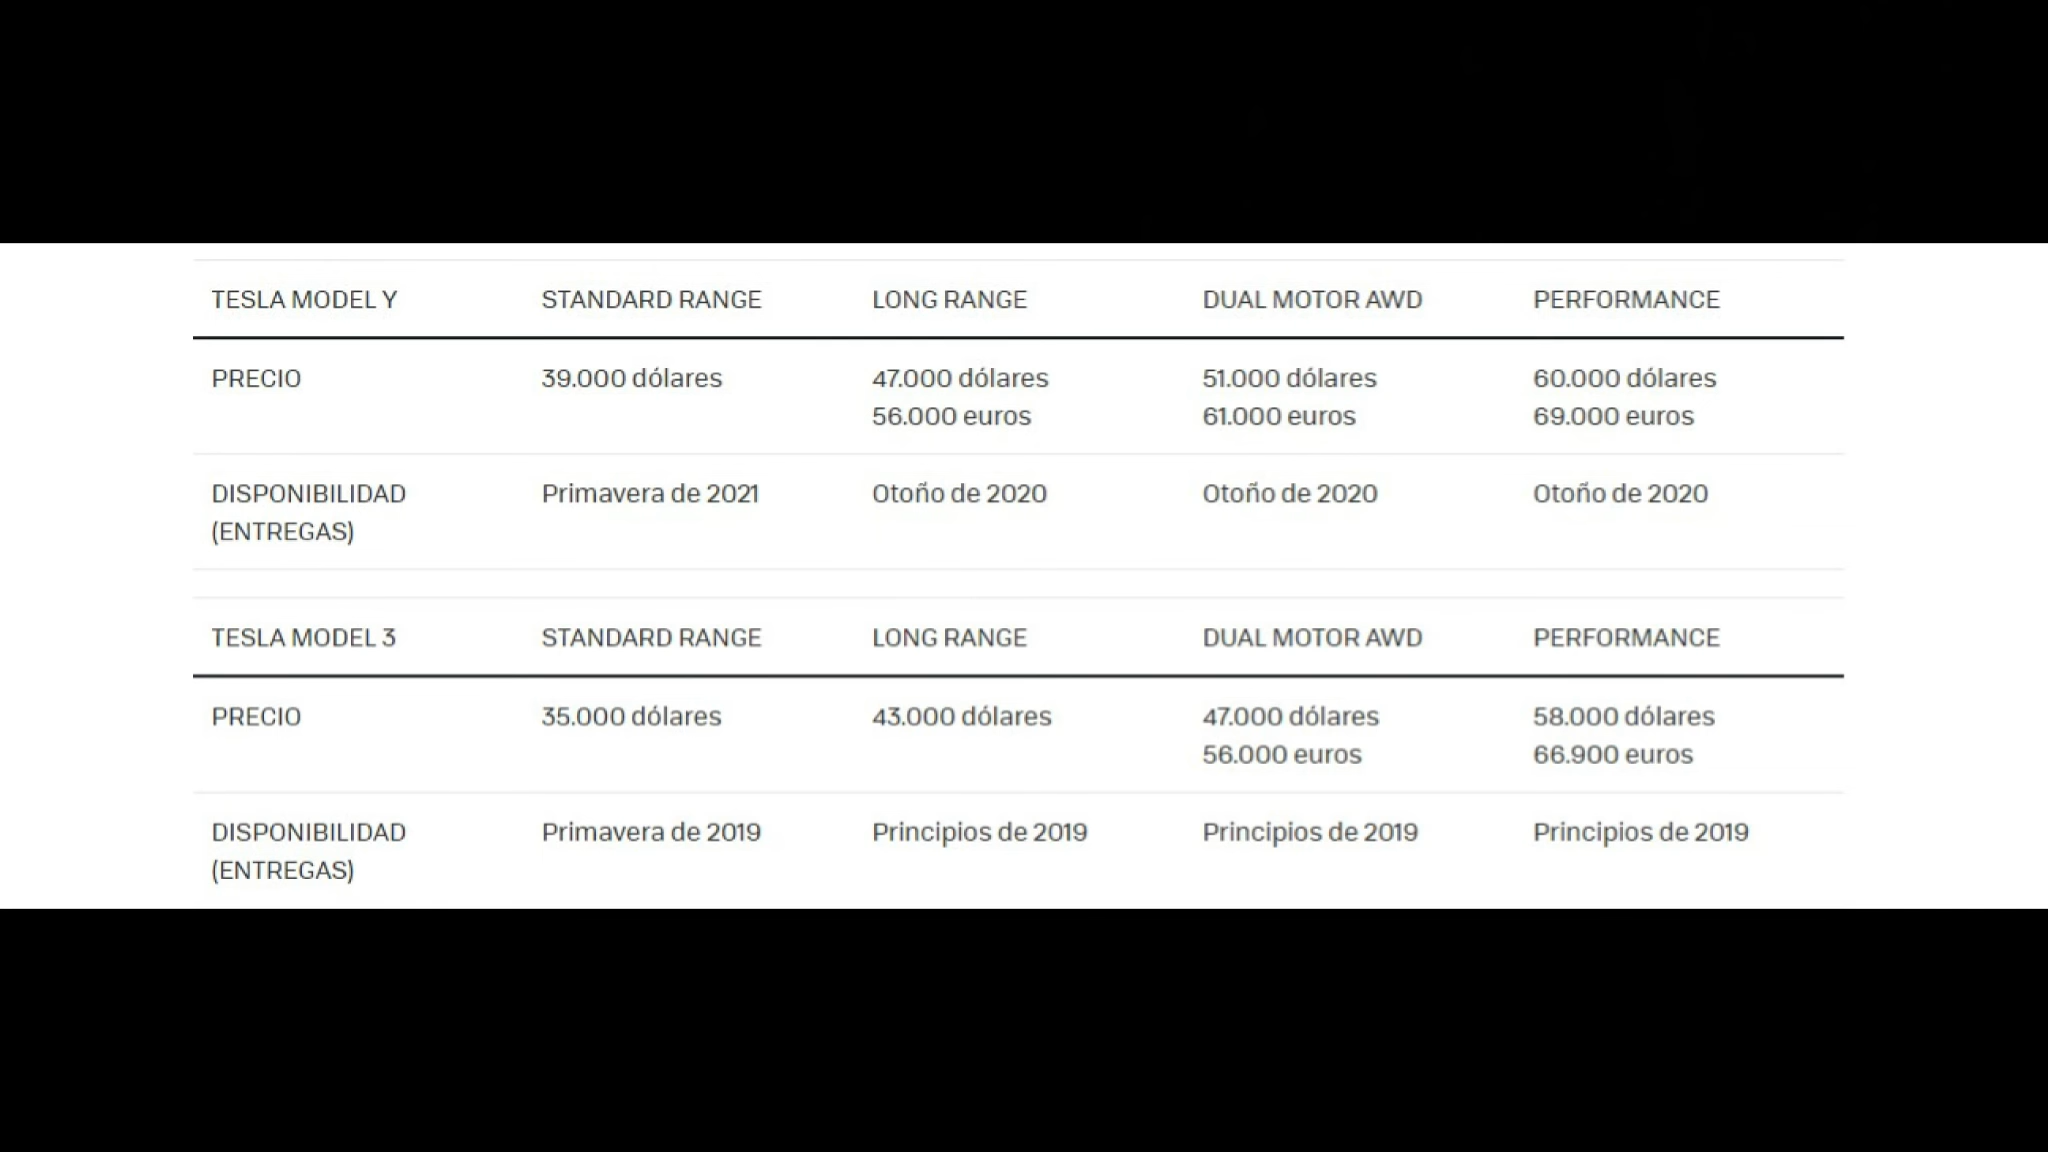 TESLA MODEL Y STANDARD RANGE LONG RANGE DUAL MOTOR AWD PERFORMANCE
PRECIO 39.000 dólares 47.000 dólares 51.000 dólares 60.000 dólares
56.000 euros 61.000 euros 69.000 euros
DISPONIBILIDAD Primavera de 2021 Otoño de 2020 Otoño de 2020 Otoño de 2020
(ENTREGAS)
TESLA MODEL 3 STANDARD RANGE LONG RANGE DUAL MOTOR AWD PERFORMANCE
PRECIO 35.000 dólares 43.000 dólares 47.000 dólares 58.000 dólares
56.000 euros 66.900 euros
DISPONIBILIDAD Primavera de 2019 Principios de 2019 Principios de 2019 Principios de 2019
(ENTREGAS)